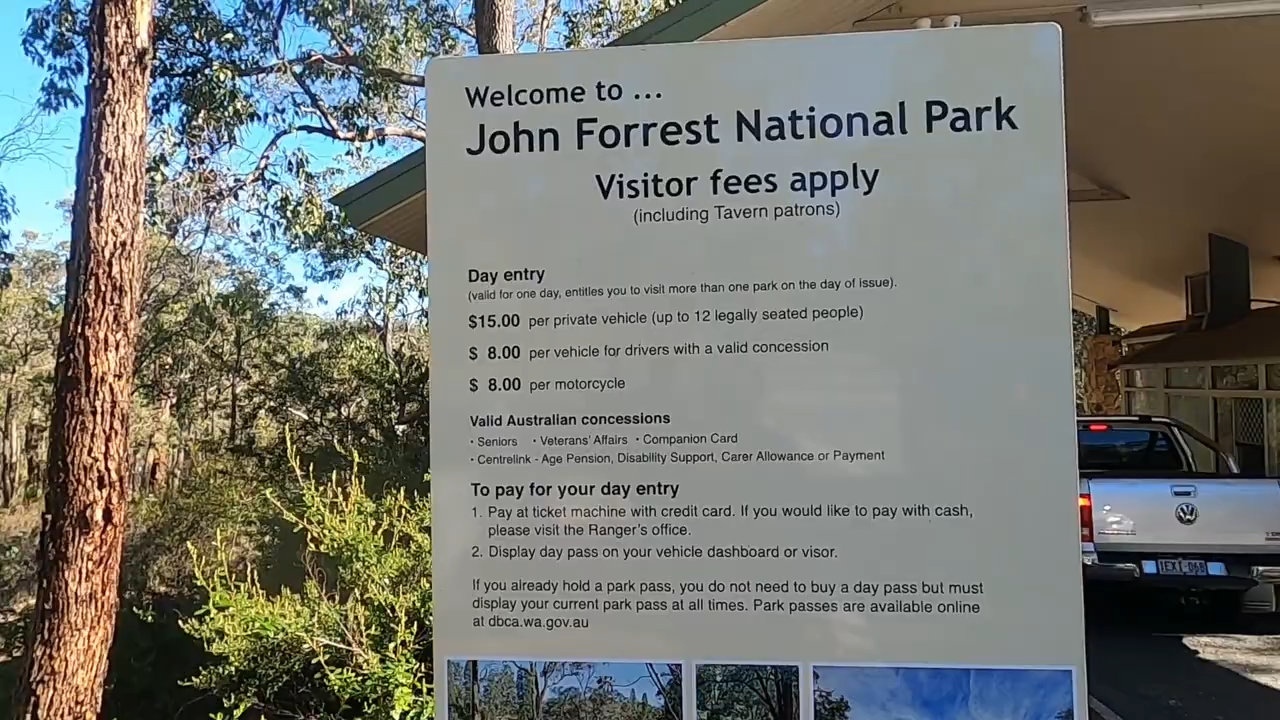 Welcome to ...
John Forrest National Park
Visitor fees apply
(including Tavern patrons)
Day entry
(valid for one day, entitles you to visit more than one park on the day of issue).
$15.00 per private vehicle (up to 12 legally seated people)
$ 8.00 per vehicle for drivers with a valid concession
$ 8.00 per motorcycle
Valid Australian concessions
• Seniors • Veterans' Affairs • Companion Card
• Centrelink - Age Pension, Disability Support, Carer Allowance or Payment
To pay for your day entry
1. Pay at ticket machine with credit card. If you would like to pay with cash,
please visit the Ranger's office.
2. Display day pass on your vehicle dashboard or visor.
If you already hold a park pass, you do not need to buy a day pass but must
display your current park pass at all times. Park passes are available online
at dbca.wa.gov.au